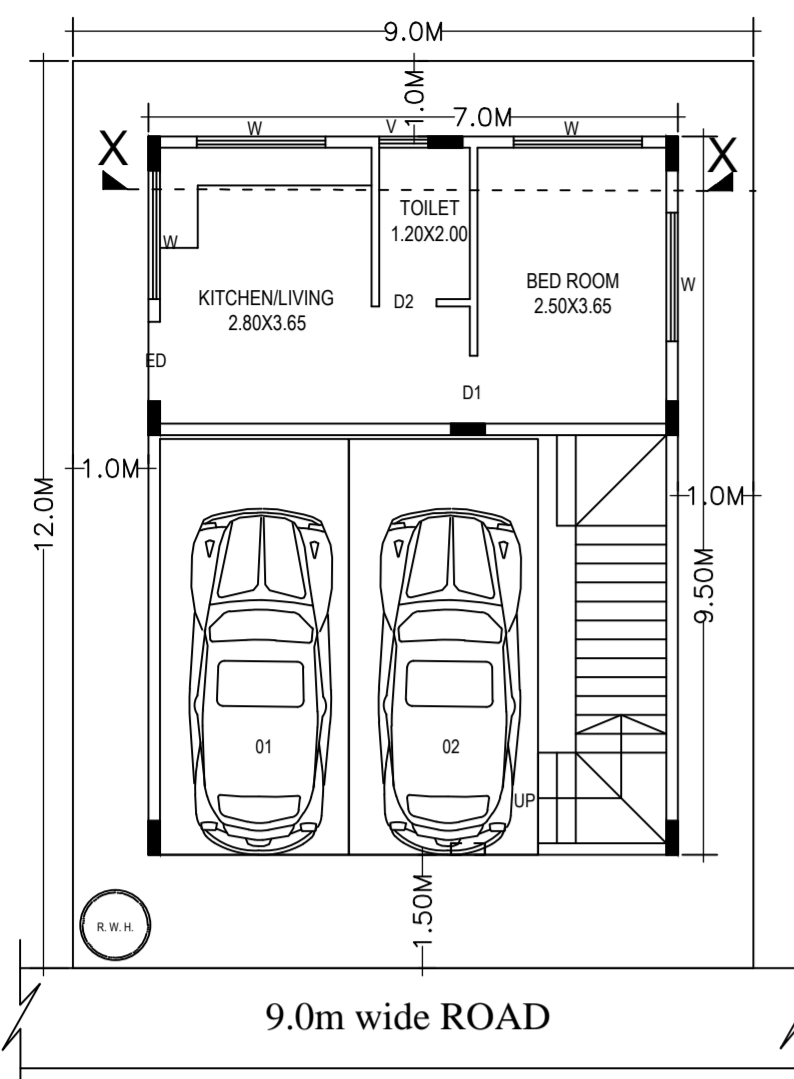 9.0M
1.0M
7.0M
W
V
W
X
X
TOILET
1.20X2.00
W
BED ROOM
2.50X3.65
W
KITCHEN/LIVING
2.80X3.65
D2
ED
D1
1.0M
1.0M
12.0M
9.50M
01
02
UP
1.50M
R. W. H.
9.0m wide ROAD